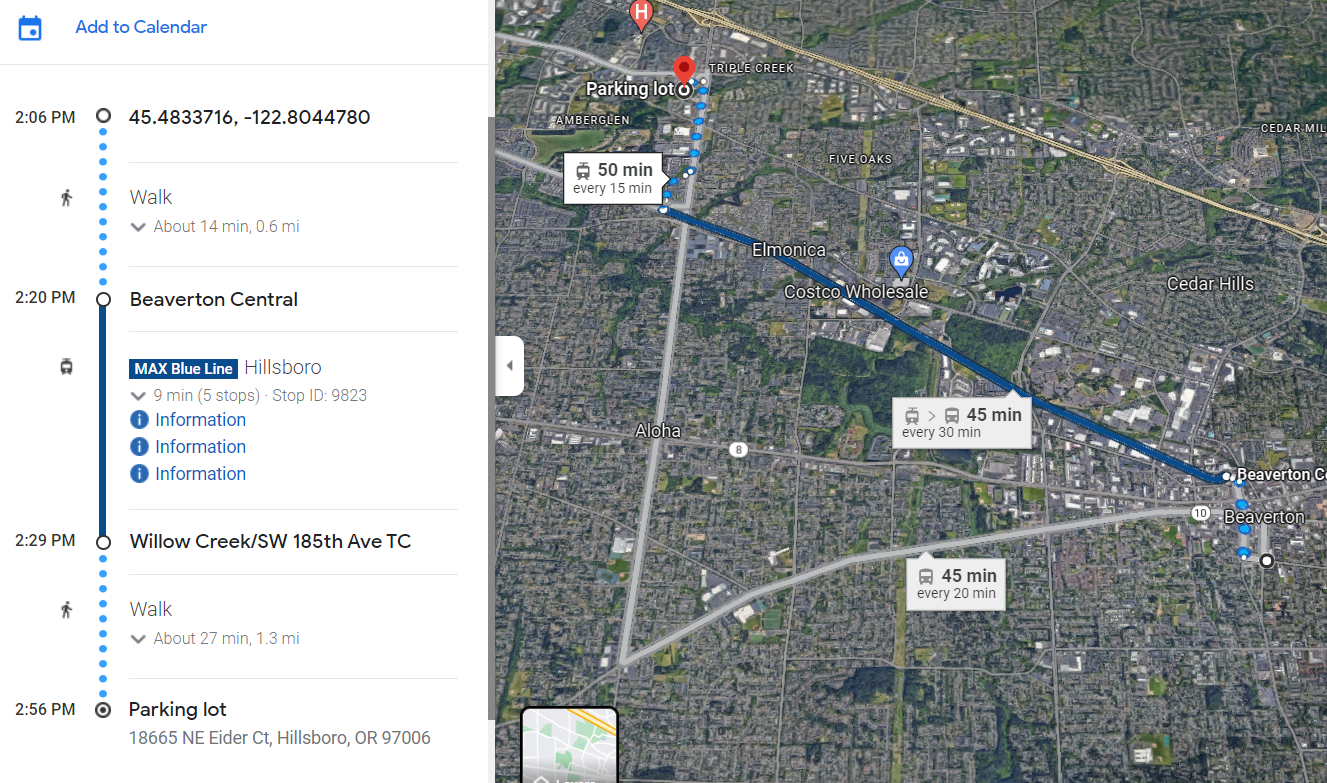 Add to Calendar
2:06 PM
45.4833716, -122.8044780
Walk
About 14 min, 0.6 mi
2:20 PM
Beaverton Central
MAX Blue Line Hillsboro
9 min (5 stops) · Stop ID: 9823
Information
Information
Information
2:29 PM
Willow Creek/SW 185th Ave TC
Walk
About 27 min, 1.3 mi
2:56 PM
Parking lot
18665 NE Eider Ct, Hillsboro, OR 97006
H
TRIPLE CREEK
Parking lot
AMBERGLEN
CEDAR MIL
FIVE OAKS
50 min
every 15 min
Elmonica
Costco Wholesale
Cedar Hills
45 min
every 30 min
Aloha
8
Beaverton Ce
10
Beaverton
45 min
every 20 min